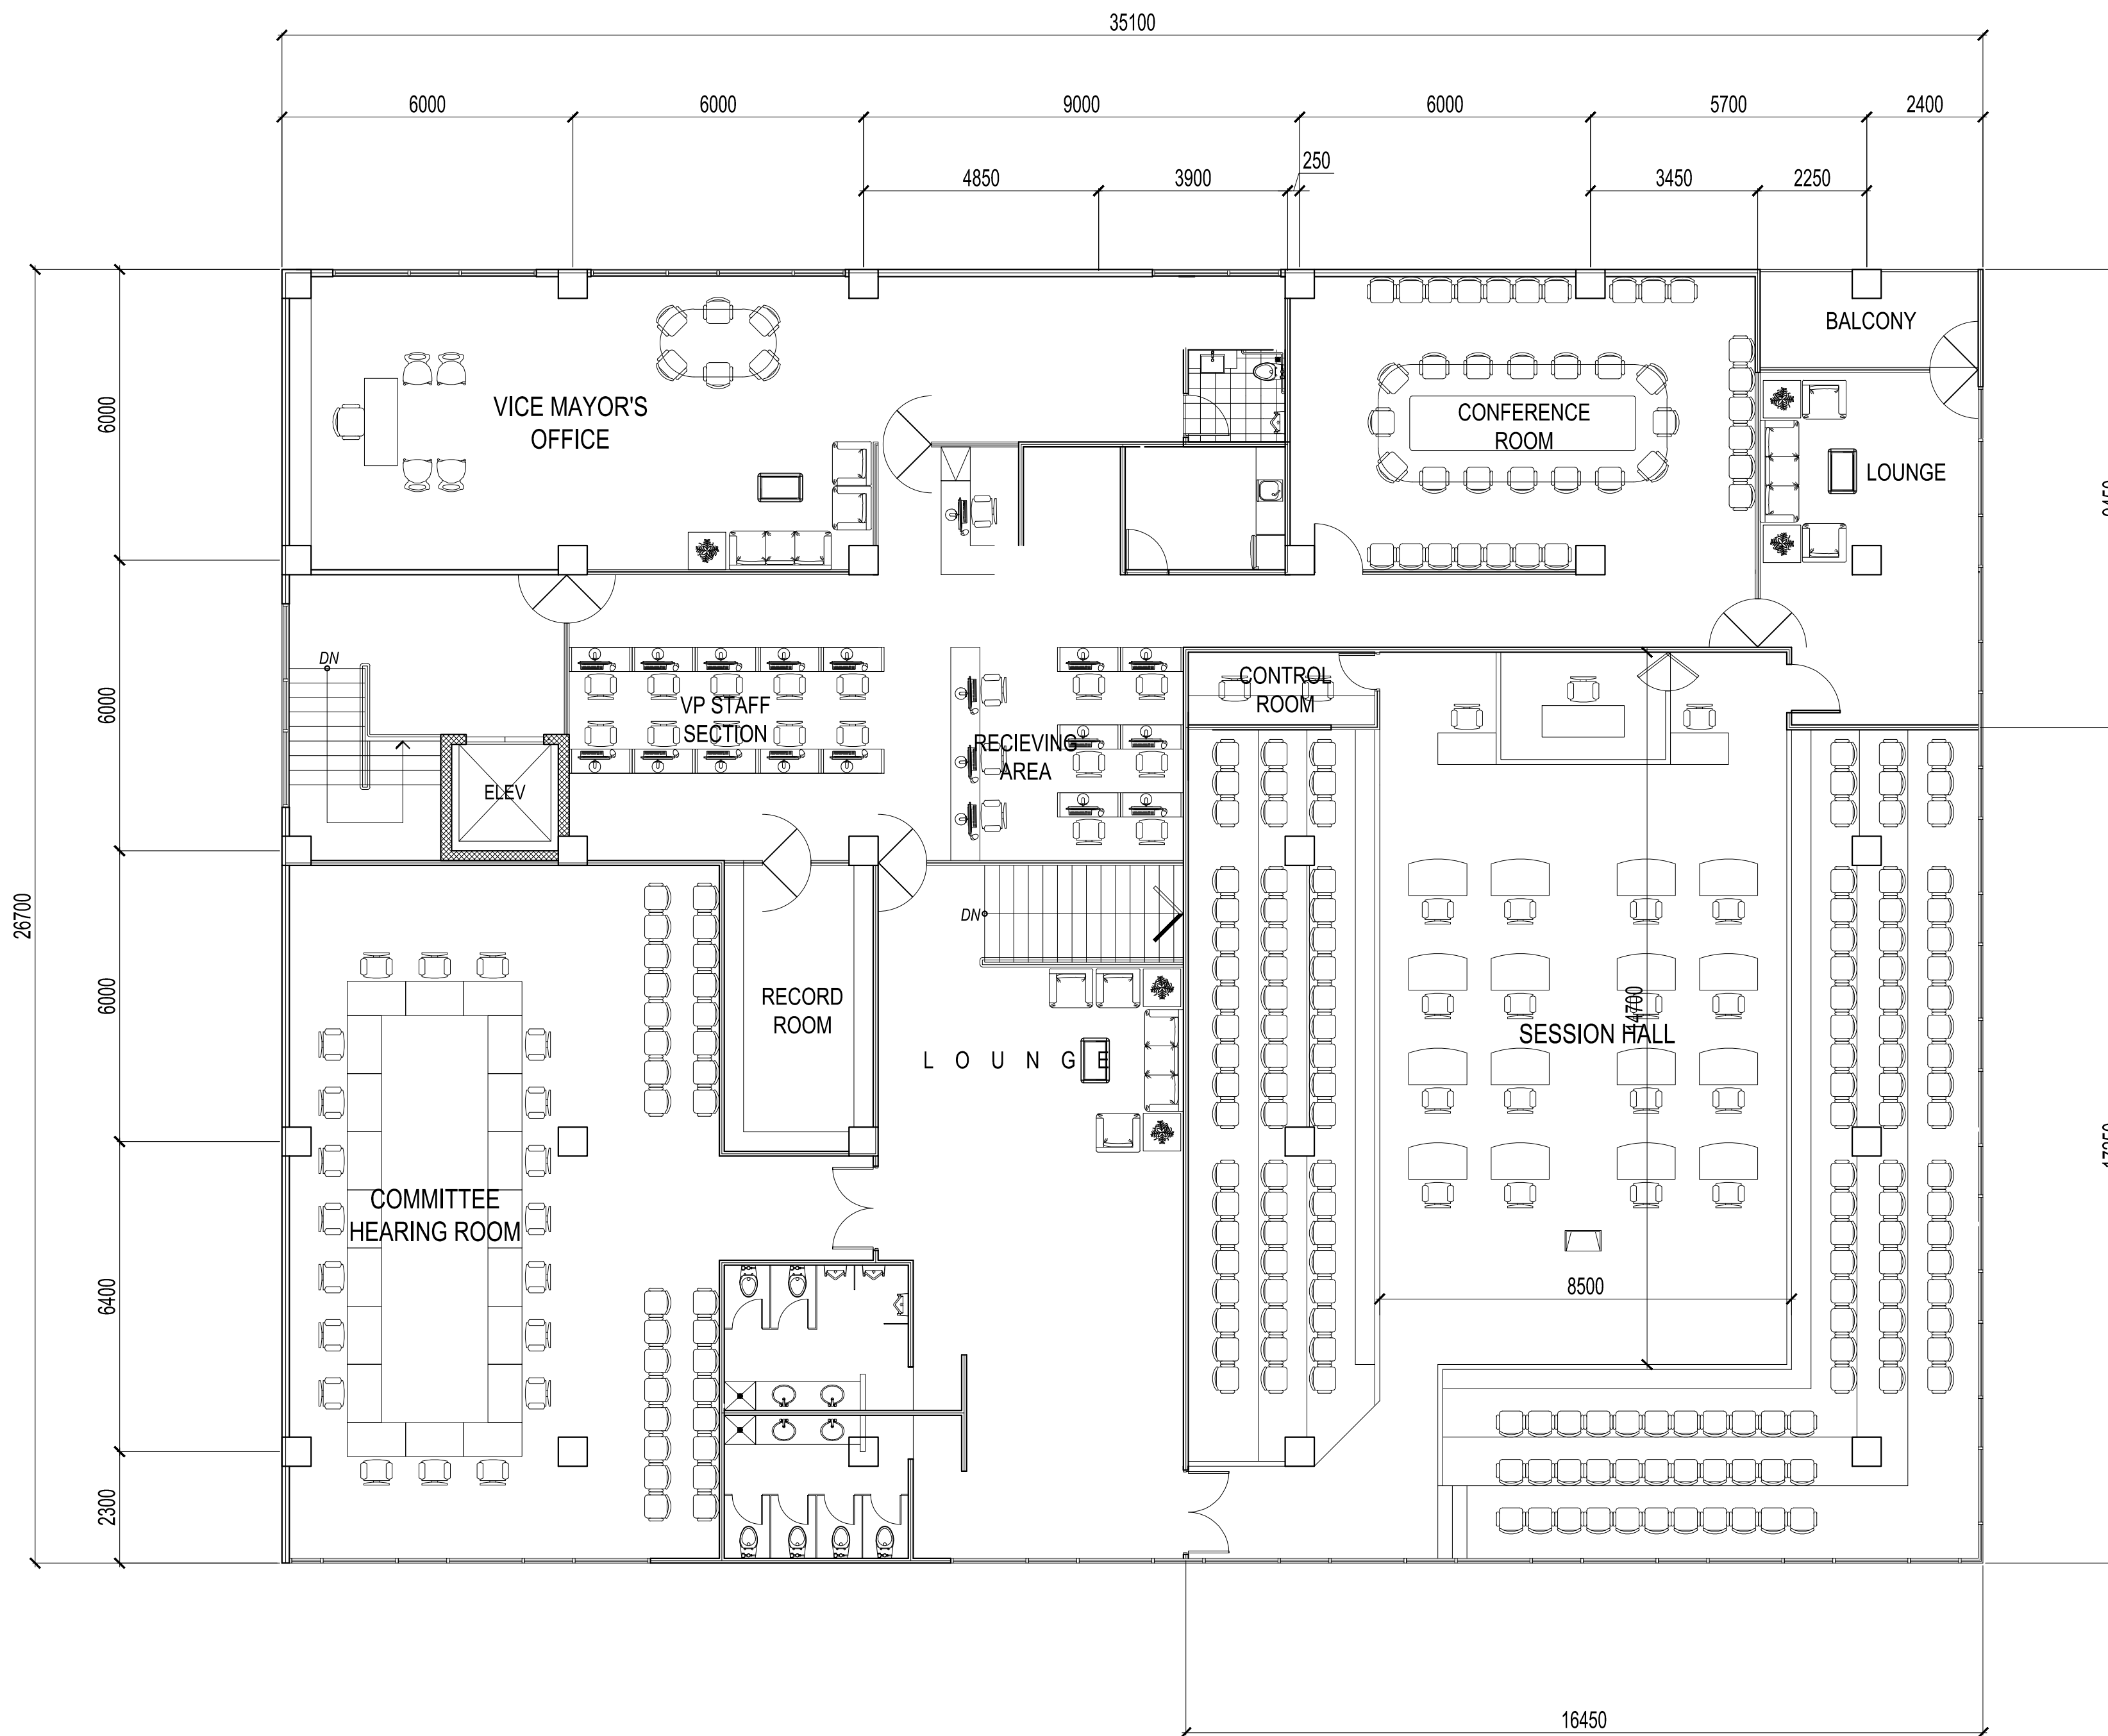 35100
6000
6000
9000
6000
5700
2400
250
4850
3900
3450
2250
BALCONY
VICE MAYOR'S
OFFICE
CONFERENCE
ROOM
LOUNGE
6000
DN
CONTROL
ROOM
VP STAFF
SECTION
RECIEVING
AREA
ELEV
6000
26700
DN
RECORD
ROOM
6000
14700
SESSION HALL
L O U N G E
COMMITTEE
HEARING ROOM
6400
8500
2300
16450